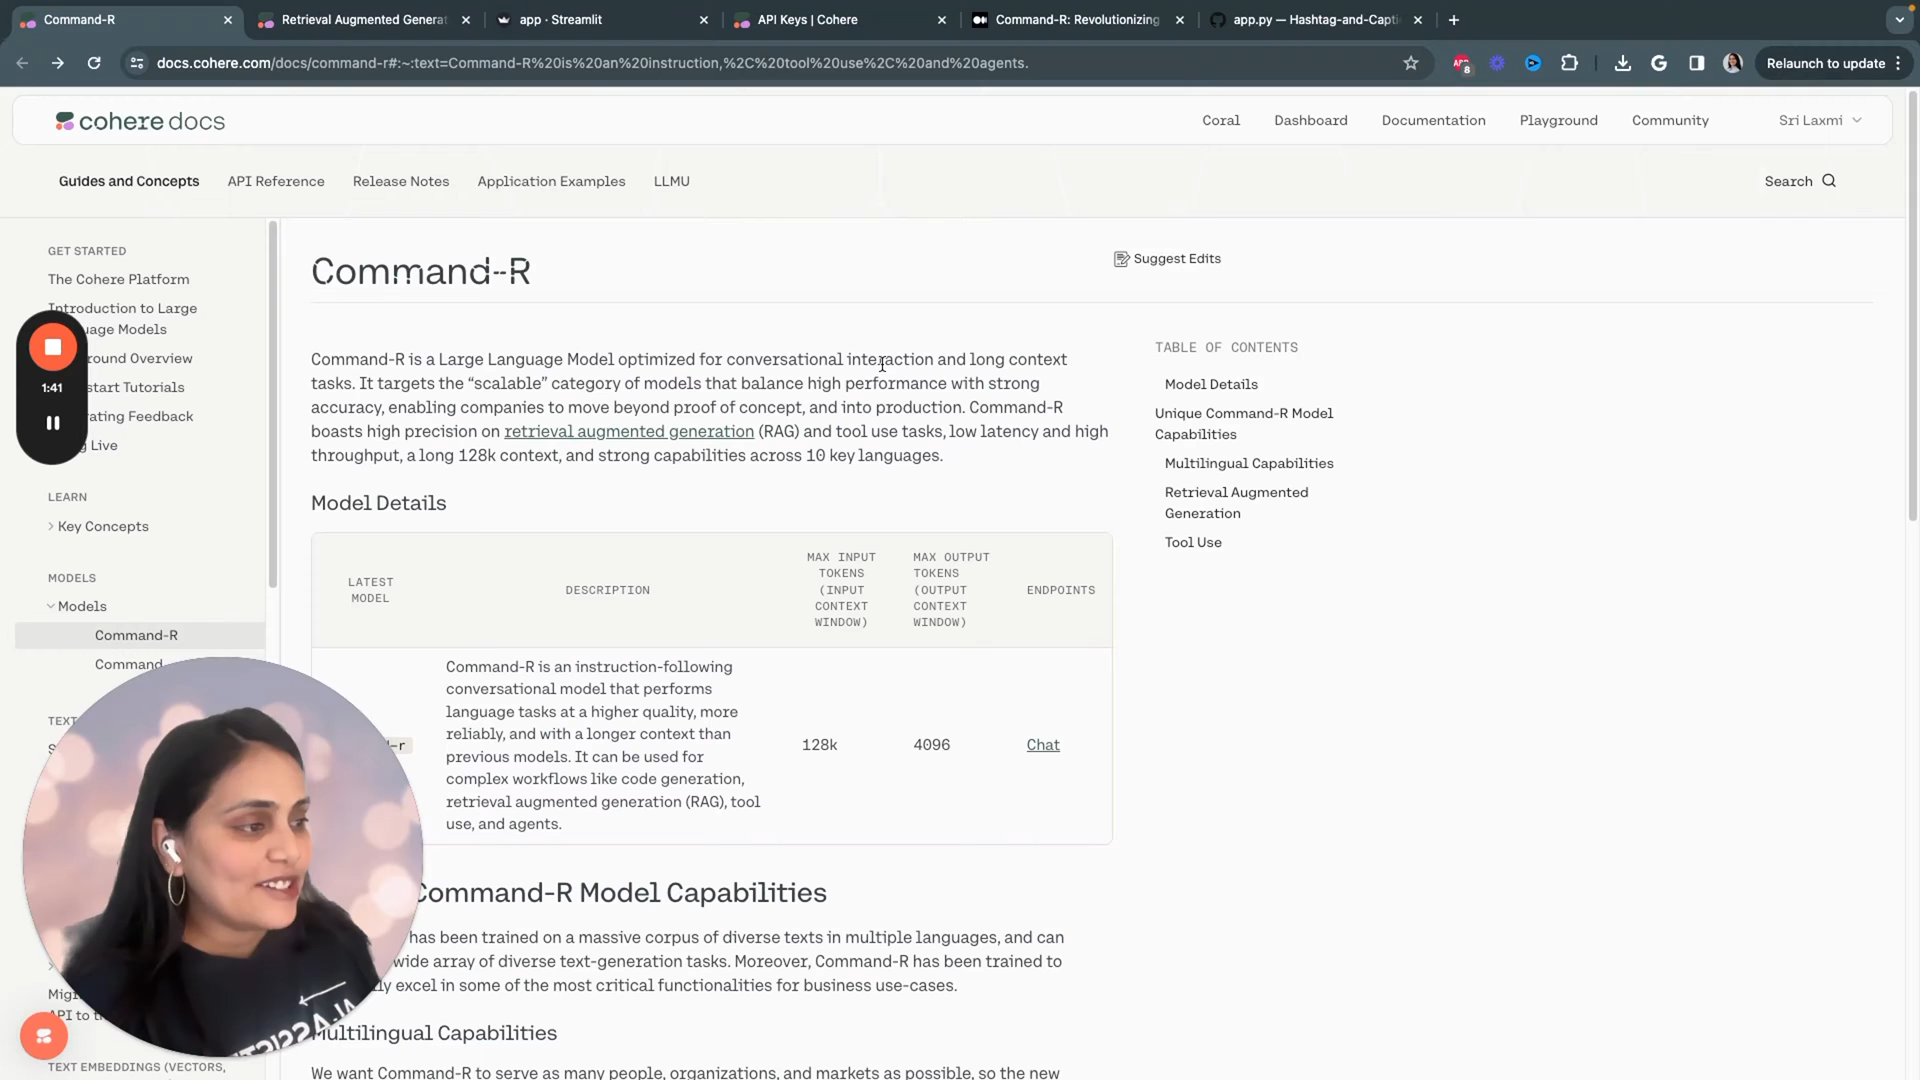 Command-R
Retrieval Augmented Generat
app · Streamlit
API Keys | Cohere
Command-R: Revolutionizing
app.py — Hashtag-and-Capti
docs.cohere.com/docs/command-r#:~:text=Command-R%20is%20an%20instruction,%2C%20tool%20use%2C%20and%20agents.
8
Relaunch to update
cohere docs
Coral
Dashboard
Documentation
Playground
Community
Sri Laxmi
Guides and Concepts
API Reference
Release Notes
Application Examples
LLMU
Search
GET STARTED
The Cohere Platform
Introduction to Large
uage Models
round Overview
start Tutorials
rating Feedback
g Live
1:41
LEARN
Key Concepts
MODELS
Models
Command-R
Command
TEXT
Command-R
Suggest Edits
Command-R is a Large Language Model optimized for conversational interaction and long context
tasks. It targets the “scalable” category of models that balance high performance with strong
accuracy, enabling companies to move beyond proof of concept, and into production. Command-R
boasts high precision on retrieval augmented generation (RAG) and tool use tasks, low latency and high
throughput, a long 128k context, and strong capabilities across 10 key languages.
TABLE OF CONTENTS
Model Details
Unique Command-R Model
Capabilities
Multilingual Capabilities
Retrieval Augmented
Generation
Tool Use
Model Details
LATEST
MODEL
DESCRIPTION
MAX INPUT
TOKENS
(INPUT
CONTEXT
WINDOW)
MAX OUTPUT
TOKENS
(OUTPUT
CONTEXT
WINDOW)
ENDPOINTS
-r
Command-R is an instruction-following
conversational model that performs
language tasks at a higher quality, more
reliably, and with a longer context than
previous models. It can be used for
complex workflows like code generation,
retrieval augmented generation (RAG), tool
use, and agents.
128k
4096
Chat
Command-R Model Capabilities
has been trained on a massive corpus of diverse texts in multiple languages, and can
wide array of diverse text-generation tasks. Moreover, Command-R has been trained to
ly excel in some of the most critical functionalities for business use-cases.
Multilingual Capabilities
We want Command-R to serve as many people, organizations, and markets as possible, so the new
Mig
API to t
TEXT EMBEDDINGS (VECTORS,